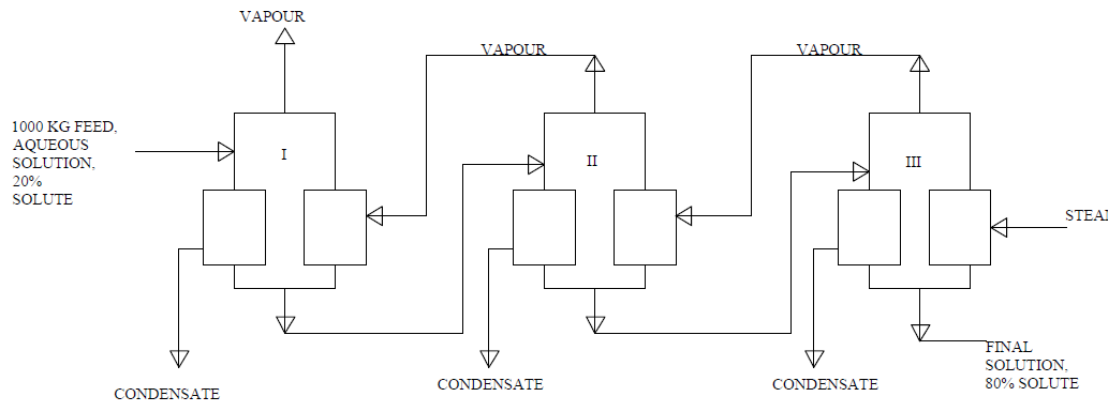 VAPOUR
VAPOUR
VAPOUR
1000 KG FEED,
AQUEOUS
SOLUTION,
20%
SOLUTE
I
II
III
STEAM
CONDENSATE
CONDENSATE
CONDENSATE
FINAL
SOLUTION,
80% SOLUTE